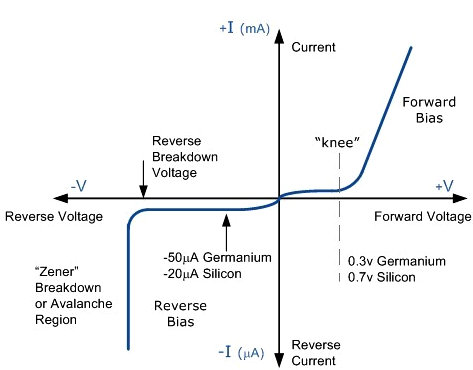 +I (mA)
Current
Forward
Bias
"knee"
Reverse
Breakdown
Voltage
-V
+V
Reverse Voltage
Forward Voltage
-50µA Germanium
-20µA Silicon
0.3v Germanium
0.7v Silicon
"Zener"
Breakdown
or Avalanche
Region
Reverse
Bias
-I (µA)
Reverse
Current